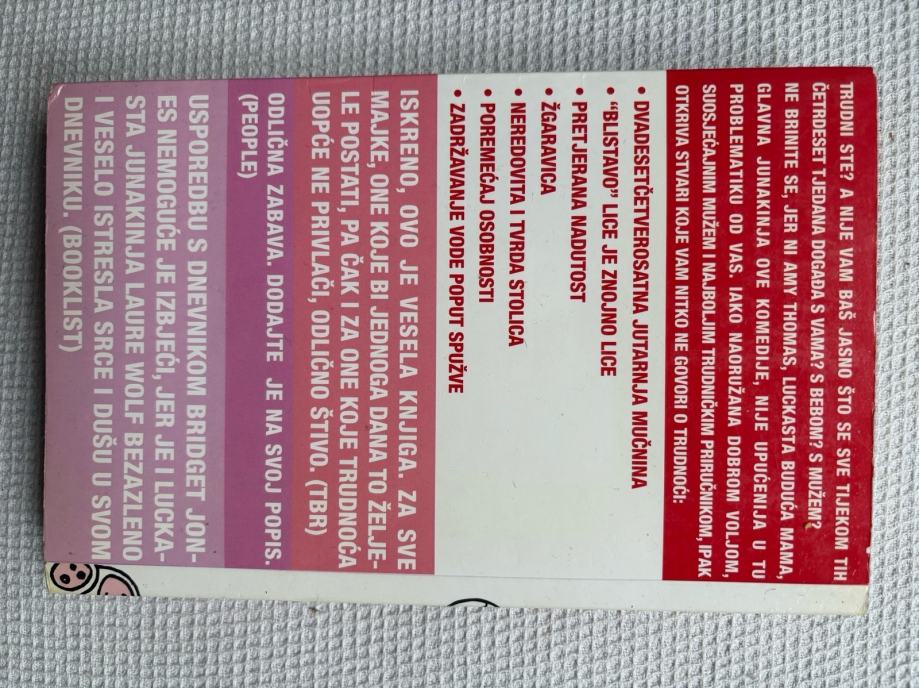 TRUDNI STE? A NIJE VAM BAŠ JASNO ŠTO SE SVE TIJEKOM TIH
ČETRDESET TJEDANA DOGAĐA S VAMA? S BEBOM? S MUŽEM?
NE BRINITE SE, JER NI AMY THOMAS, LUCKASTA BUDUĆA MAMA,
GLAVNA JUNAKINJA OVE KOMEDIJE, NIJE UPUĆENIJA U TU
PROBLEMATIKU OD VAS. IAKO NAORUŽANA DOBROM VOLJOM,
SUOSJEĆAJNIM MUŽEM I NAJBOLJIM TRUDNIČKIM PRIRUČNIKOM, IPAK
OTKRIVA STVARI KOJE VAM NITKO NE GOVORI O TRUDNOĆI:
• DVADESETČETVEROSATNA JUTARNJA MUČNINA
• “BLISTAVO” LICE JE ZNOJNO LICE
• PRETJERANA NADUTOST
• ŽGARAVICA
• NEREDOVITA I TVRDA STOLICA
• POREMEĆAJ OSOBNOSTI
• ZADRŽAVANJE VODE POPUT SPUŽVE
ISKRENO, OVO JE VESELA KNJIGA. ZA SVE
MAJKE, ONE KOJE BI JEDNOGA DANA TO ŽELJE-
LE POSTATI, PA ČAK I ZA ONE KOJE TRUDNOĆA
UOPĆE NE PRIVLAČI, ODLIČNO ŠTIVO. (TBR)
ODLIČNA ZABAVA DODAJTE JE NA SVOJ POPIS.
(PEOPLE)
USPOREDBU S DNEVNIKOM BRIDGET JON-
ES NEMOGUĆE JE IZBJEĆI, JER JE I LUCKA-
STA JUNAKINJA LAURE WOLF BEZAZLENO
I VESELO ISTRESLA SRCE I DUŠU U SVOM
DNEVNIKU. (BOOKLIST)